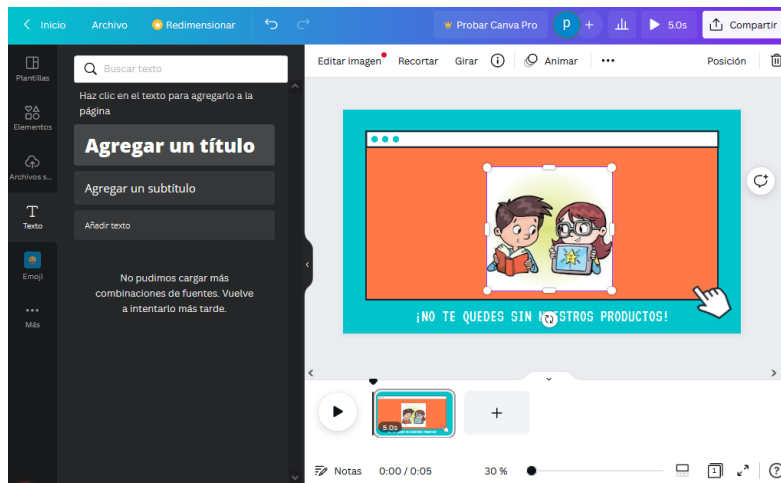 Inicio
Archivo
Redimensionar
Probar Canva Pro
p
+
5.0s
Compartir
Plantillas
Elementos
Archivos s...
Texto
Emoji
Más
Buscar texto
Haz clic en el texto para agregarlo a la
página
Agregar un título
Agregar un subtítulo
Añadir texto
No pudimos cargar más
combinaciones de fuentes. Vuelve
a intentarlo más tarde.
Editar imagen
Recortar
Girar
Animar
Posición
¡NO TE QUEDES SIN NUESTROS PRODUCTOS!
5.0s
+
Notas
0:00 / 0:05
30 %
1